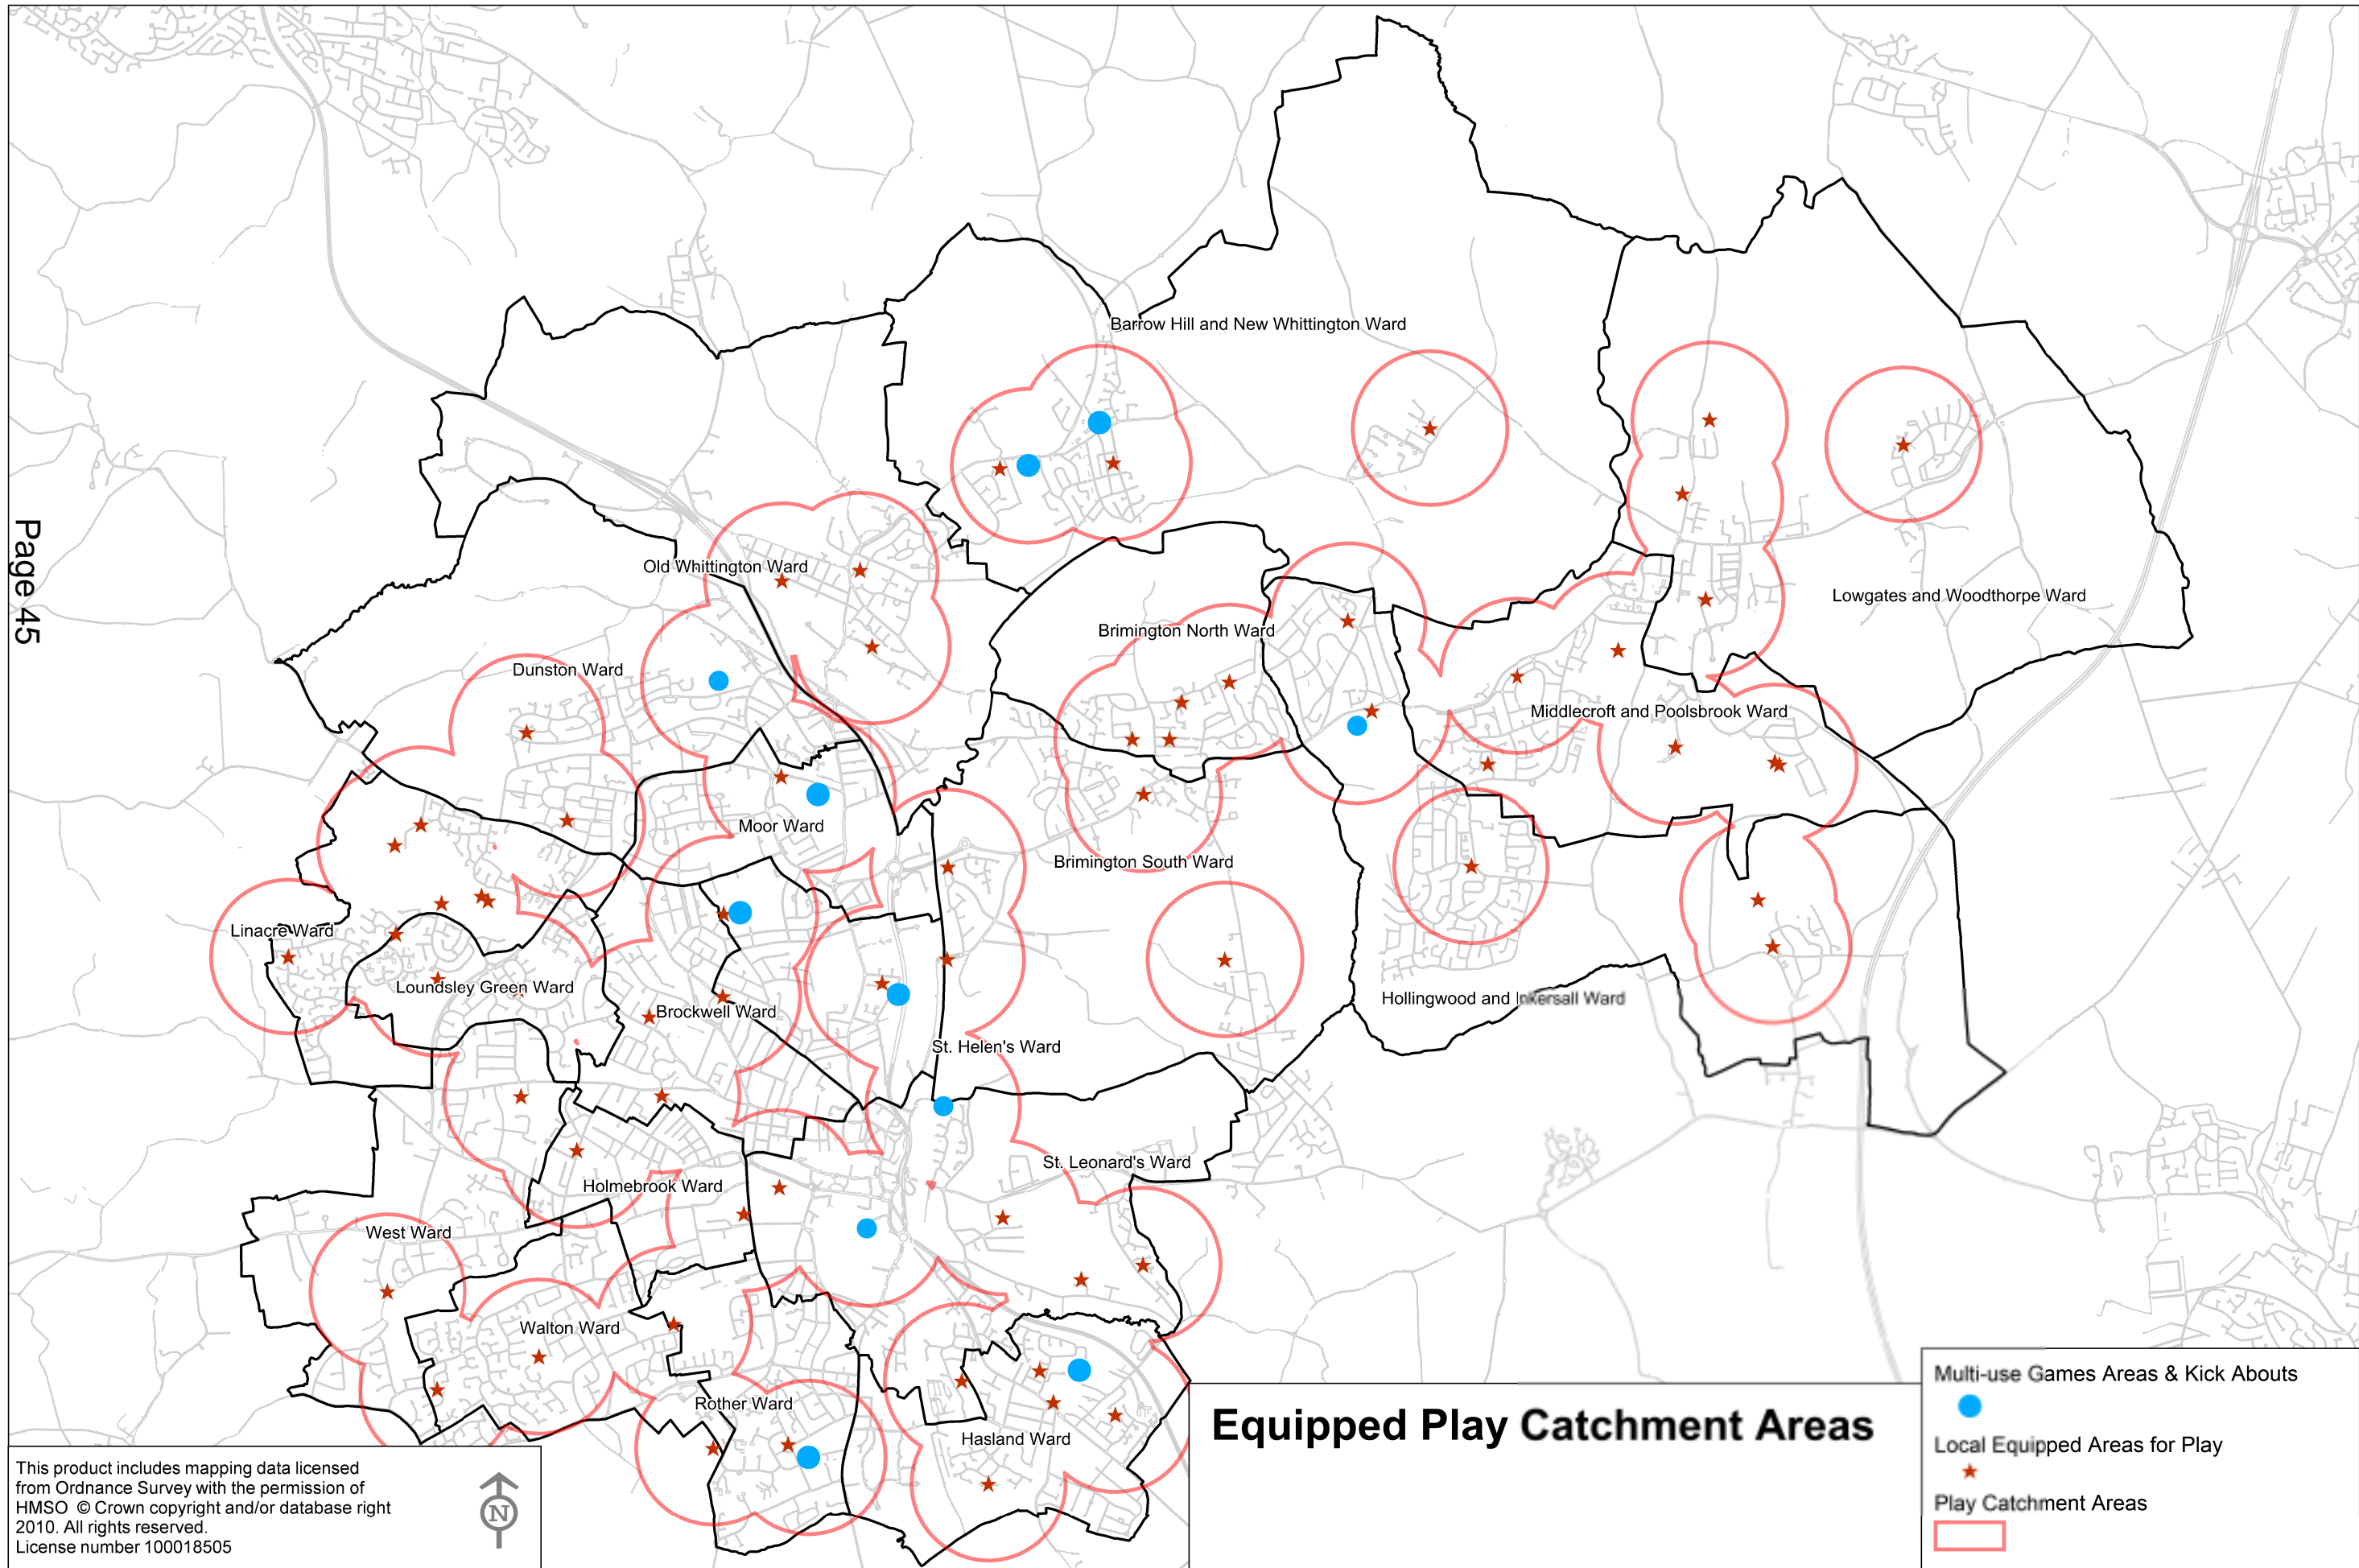 Page 45
Barrow Hill and New Whittington Ward
Old Whittington Ward
Lowgates and Woodthorpe Ward
Brimington North Ward
Dunston Ward
Middlecroft and Poolsbrook Ward
Moor Ward
Brimington South Ward
Linacre Ward
Loundsley Green Ward
Hollingwood and Inkersall Ward
Brockwell Ward
St. Helen's Ward
St. Leonard's Ward
Holmebrook Ward
West Ward
Walton Ward
Rother Ward
Hasland Ward
Equipped Play Catchment Areas
Multi-use Games Areas & Kick Abouts
Local Equipped Areas for Play
Play Catchment Areas
This product includes mapping data licensed
from Ordnance Survey with the permission of
HMSO © Crown copyright and/or database right
2010. All rights reserved.
License number 100018505
N